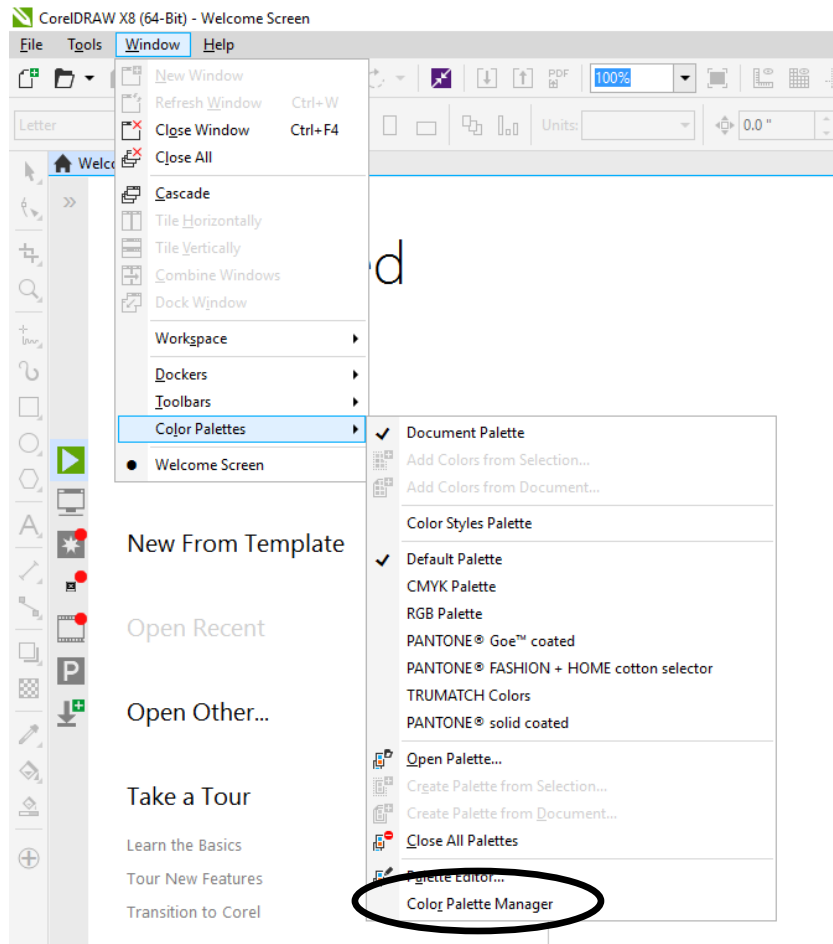 CorelDRAW X8 (64-Bit) - Welcome Screen
File Tools Window Help
PDF 100%
Letter Units: 0.0 "
New Window
Refresh Window Ctrl+W
Close Window Ctrl+F4
Close All
Cascade
Tile Horizontally
Tile Vertically
Combine Windows
Dock Window
Workspace
Dockers
Toolbars
Color Palettes
Welcome Screen
Document Palette
Add Colors from Selection...
Add Colors from Document...
Color Styles Palette
Default Palette
CMYK Palette
RGB Palette
PANTONE® Goe™ coated
PANTONE® FASHION + HOME cotton selector
TRUMATCH Colors
PANTONE® solid coated
Open Palette...
Create Palette from Selection...
Create Palette from Document...
Close All Palettes
Palette Editor...
Color Palette Manager
New From Template
Open Recent
Open Other...
Take a Tour
Learn the Basics
Tour New Features
Transition to Corel